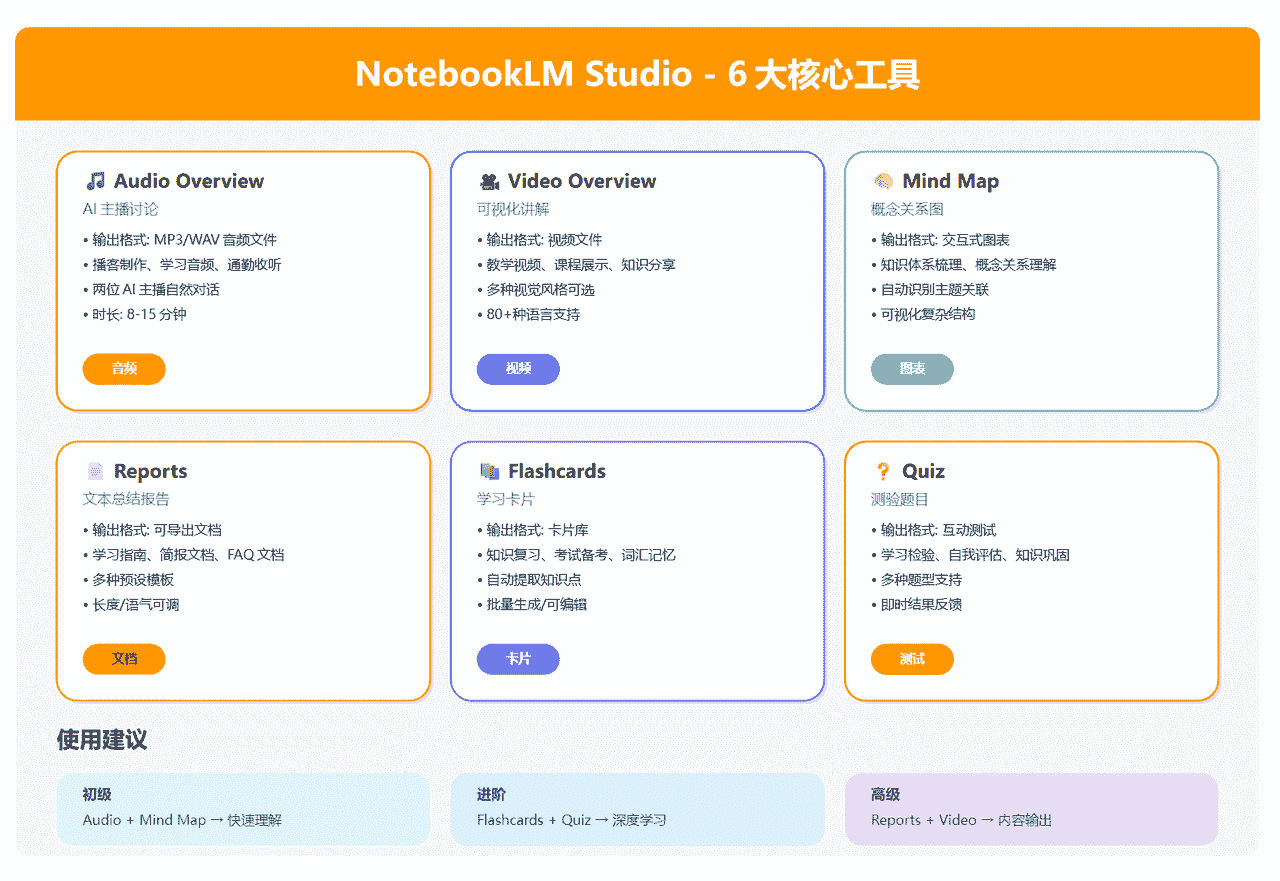 NotebookLM Studio - 6 大核心工具
Audio Overview
AI 主播讨论
• 输出格式: MP3/WAV 音频文件
• 播客制作、学习音频、通勤收听
• 两位 AI 主播自然对话
• 时长: 8-15 分钟
音频
Video Overview
可视化讲解
• 输出格式: 视频文件
• 教学视频、课程展示、知识分享
• 多种视觉风格可选
• 80+种语言支持
视频
Mind Map
概念关系图
• 输出格式: 交互式图表
• 知识体系梳理、概念关系理解
• 自动识别主题关联
• 可视化复杂结构
图表
Reports
文本总结报告
• 输出格式: 可导出文档
• 学习指南、简报文档、FAQ 文档
• 多种预设模板
• 长度/语气可调
文档
Flashcards
学习卡片
• 输出格式: 卡片库
• 知识复习、考试备考、词汇记忆
• 自动提取知识点
• 批量生成/可编辑
卡片
Quiz
测验题目
• 输出格式: 互动测试
• 学习检验、自我评估、知识巩固
• 多种题型支持
• 即时结果反馈
测试
使用建议
初级
Audio + Mind Map → 快速理解
进阶
Flashcards + Quiz → 深度学习
高级
Reports + Video → 内容输出